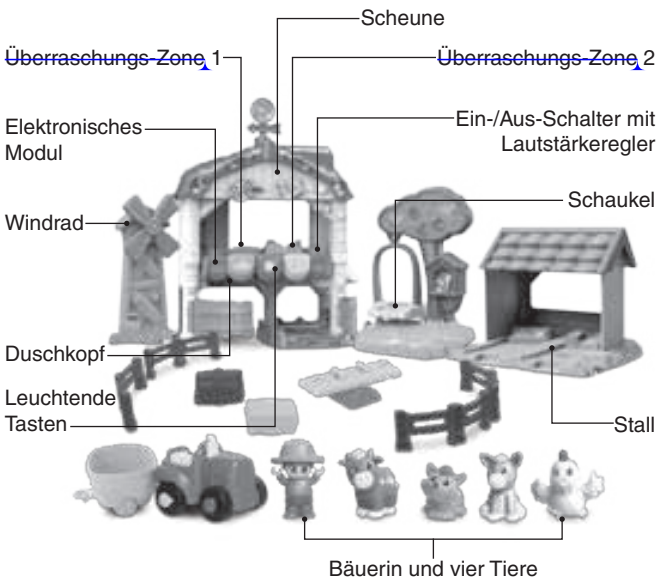 Scheune
Überraschungs-Zone 1
Überraschungs-Zone 2
Elektronisches
Modul
Ein-/Aus-Schalter mit
Lautstärkeregler
Schaukel
Windrad
Duschkopf
Leuchtende
Tasten
Stall
Bäuerin und vier Tiere